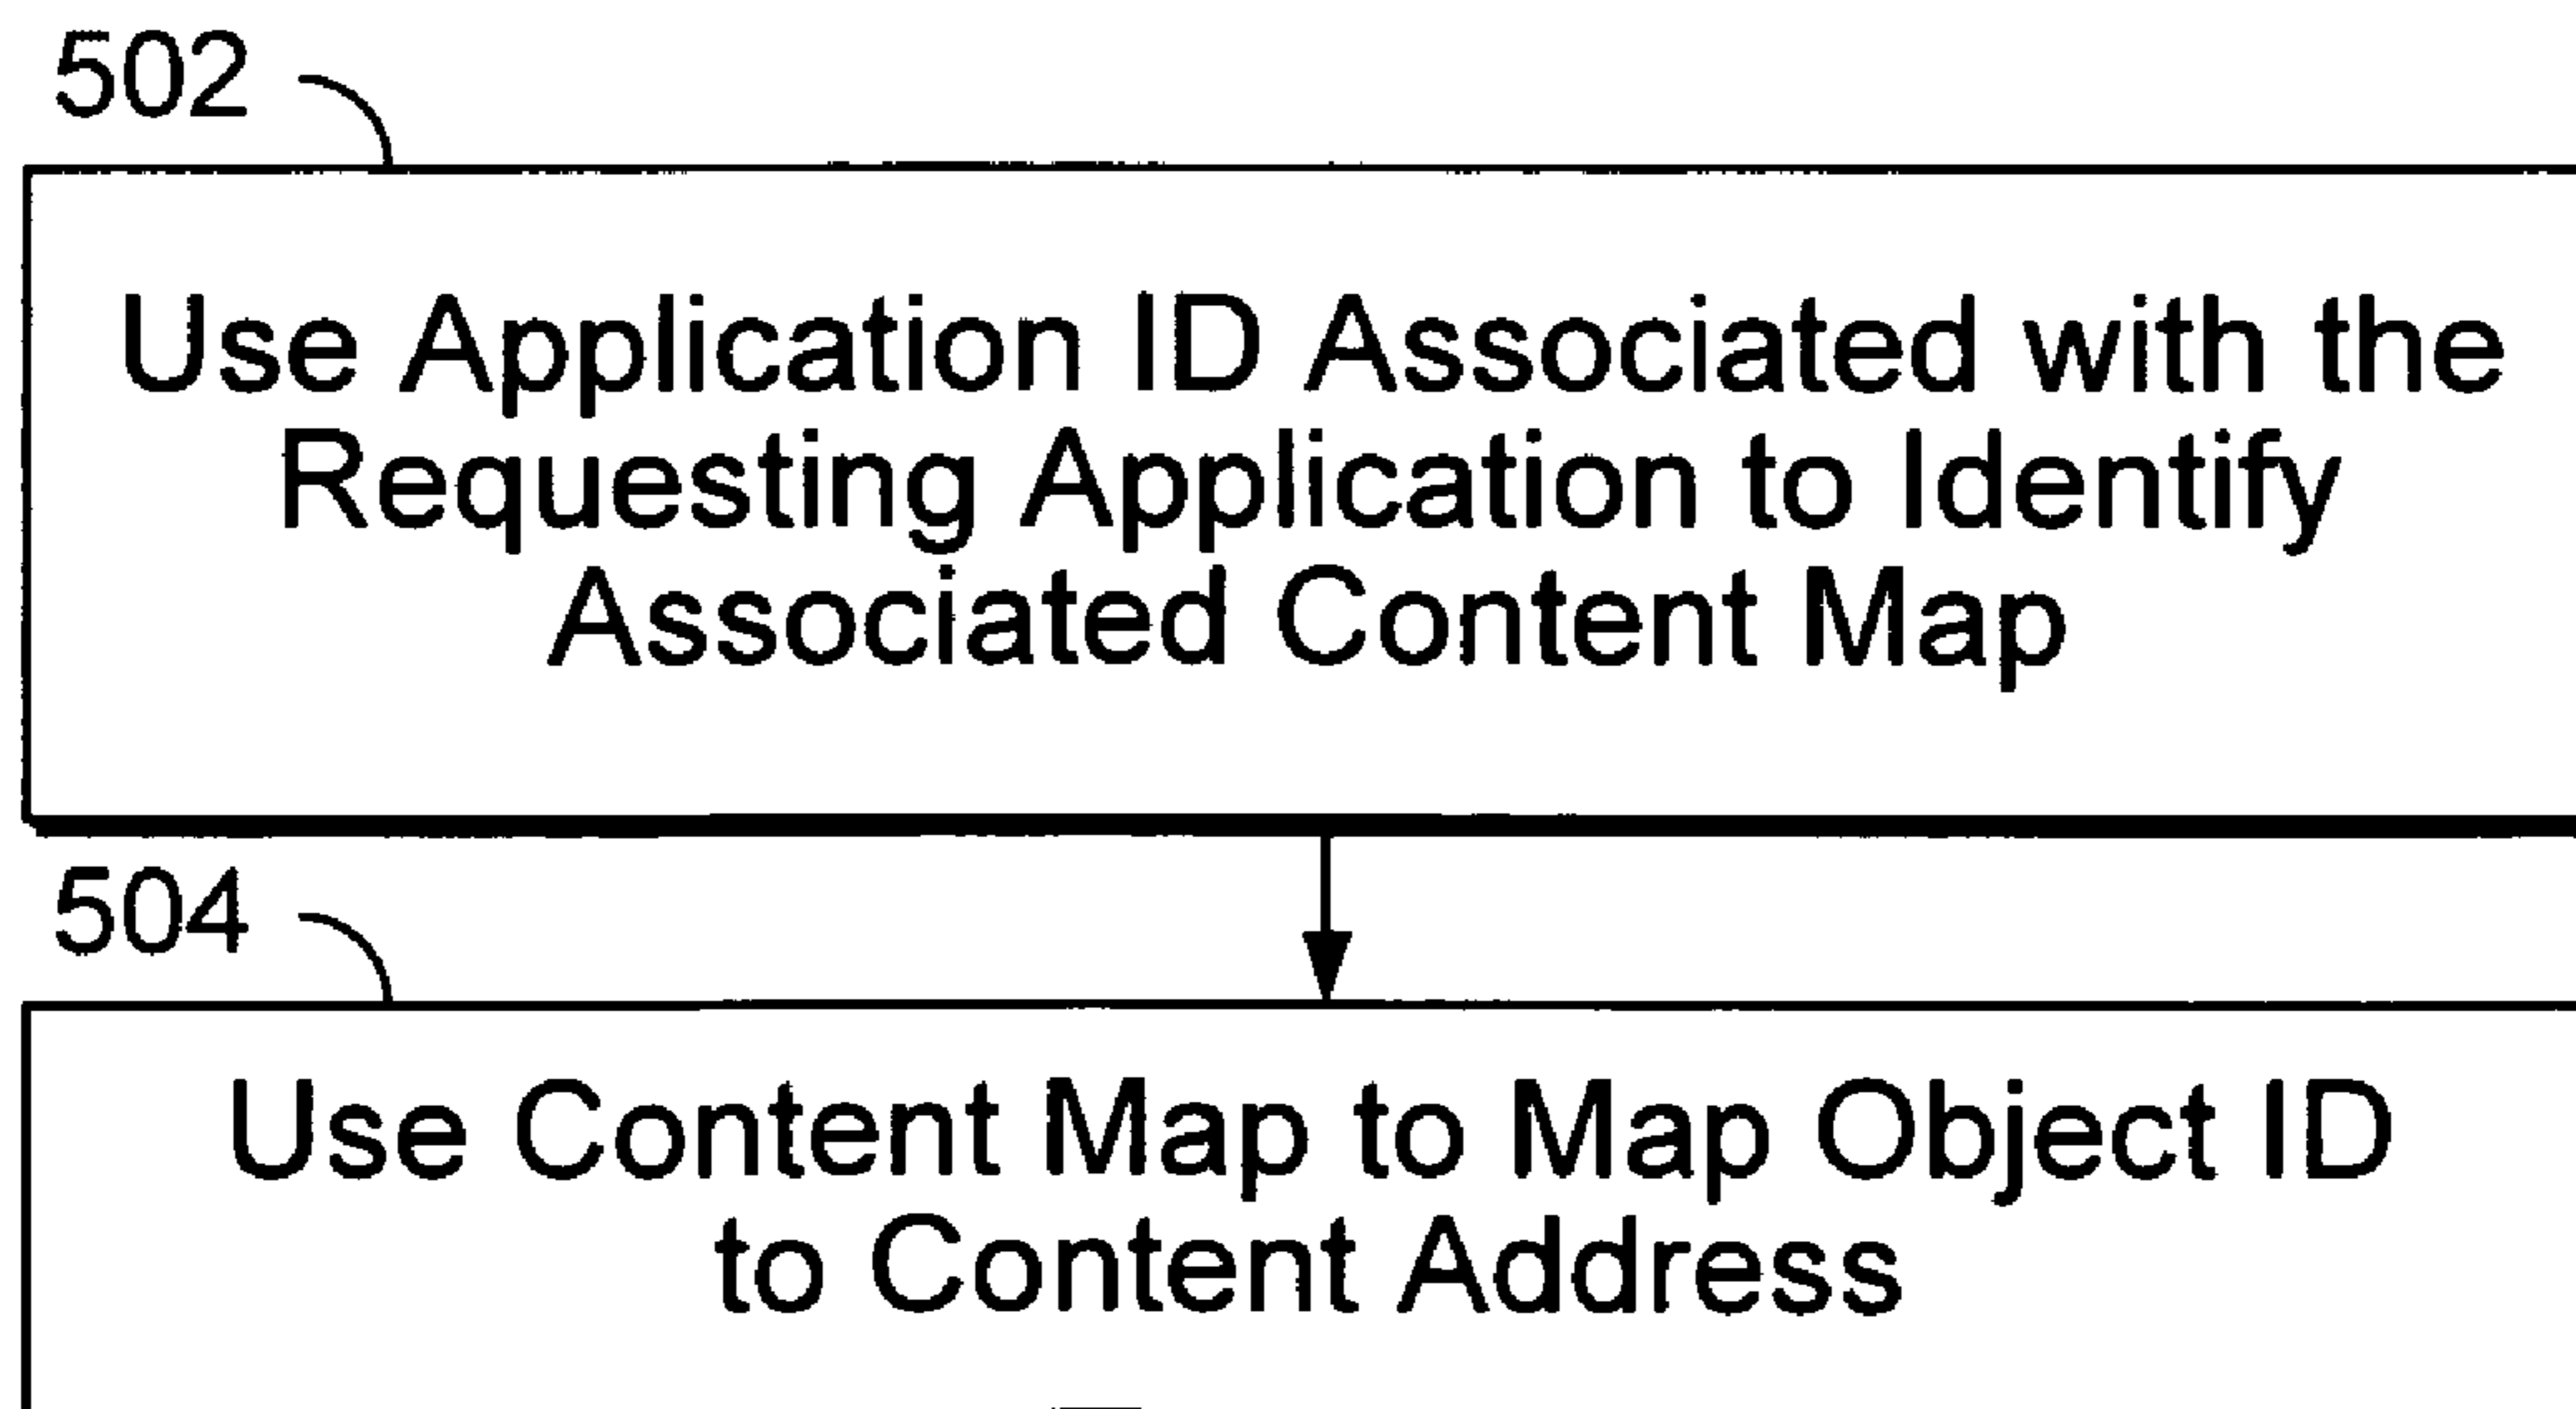 502
Use Application ID Associated with the
Requesting Application to Identify
Associated Content Map
504
Use Content Map to Map Object ID
to Content Address